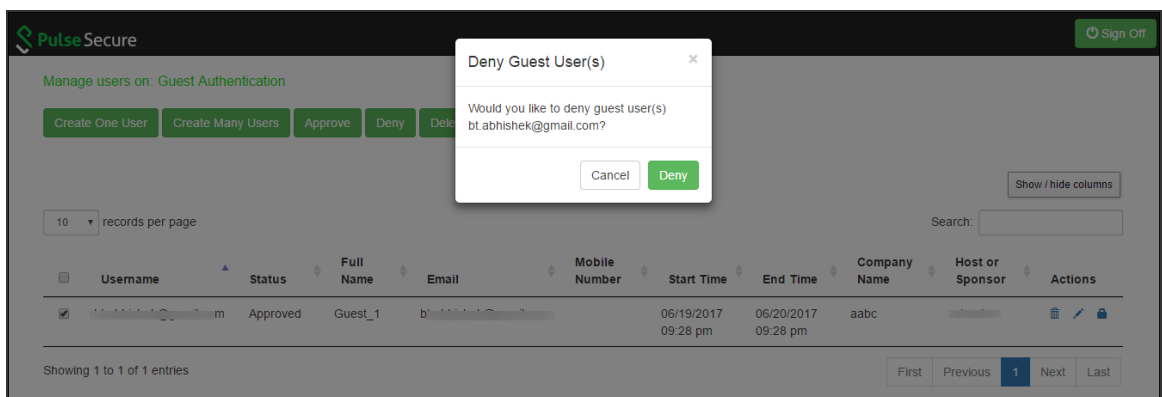 Pulse Secure
Sign Off
Deny Guest User(s) ×
Manage users on: Guest Authentication
Would you like to deny guest user(s)
bt.abhishek@gmail.com?
Create One User Create Many Users Approve Deny Dele
Cancel Deny
Show / hide columns
10 records per page
Search:
Username Status Full Name Email Mobile Number Start Time End Time Company Name Host or Sponsor Actions
Approved Guest_1 06/19/2017 09:28 pm 06/20/2017 09:28 pm aabc
Showing 1 to 1 of 1 entries
First Previous 1 Next Last